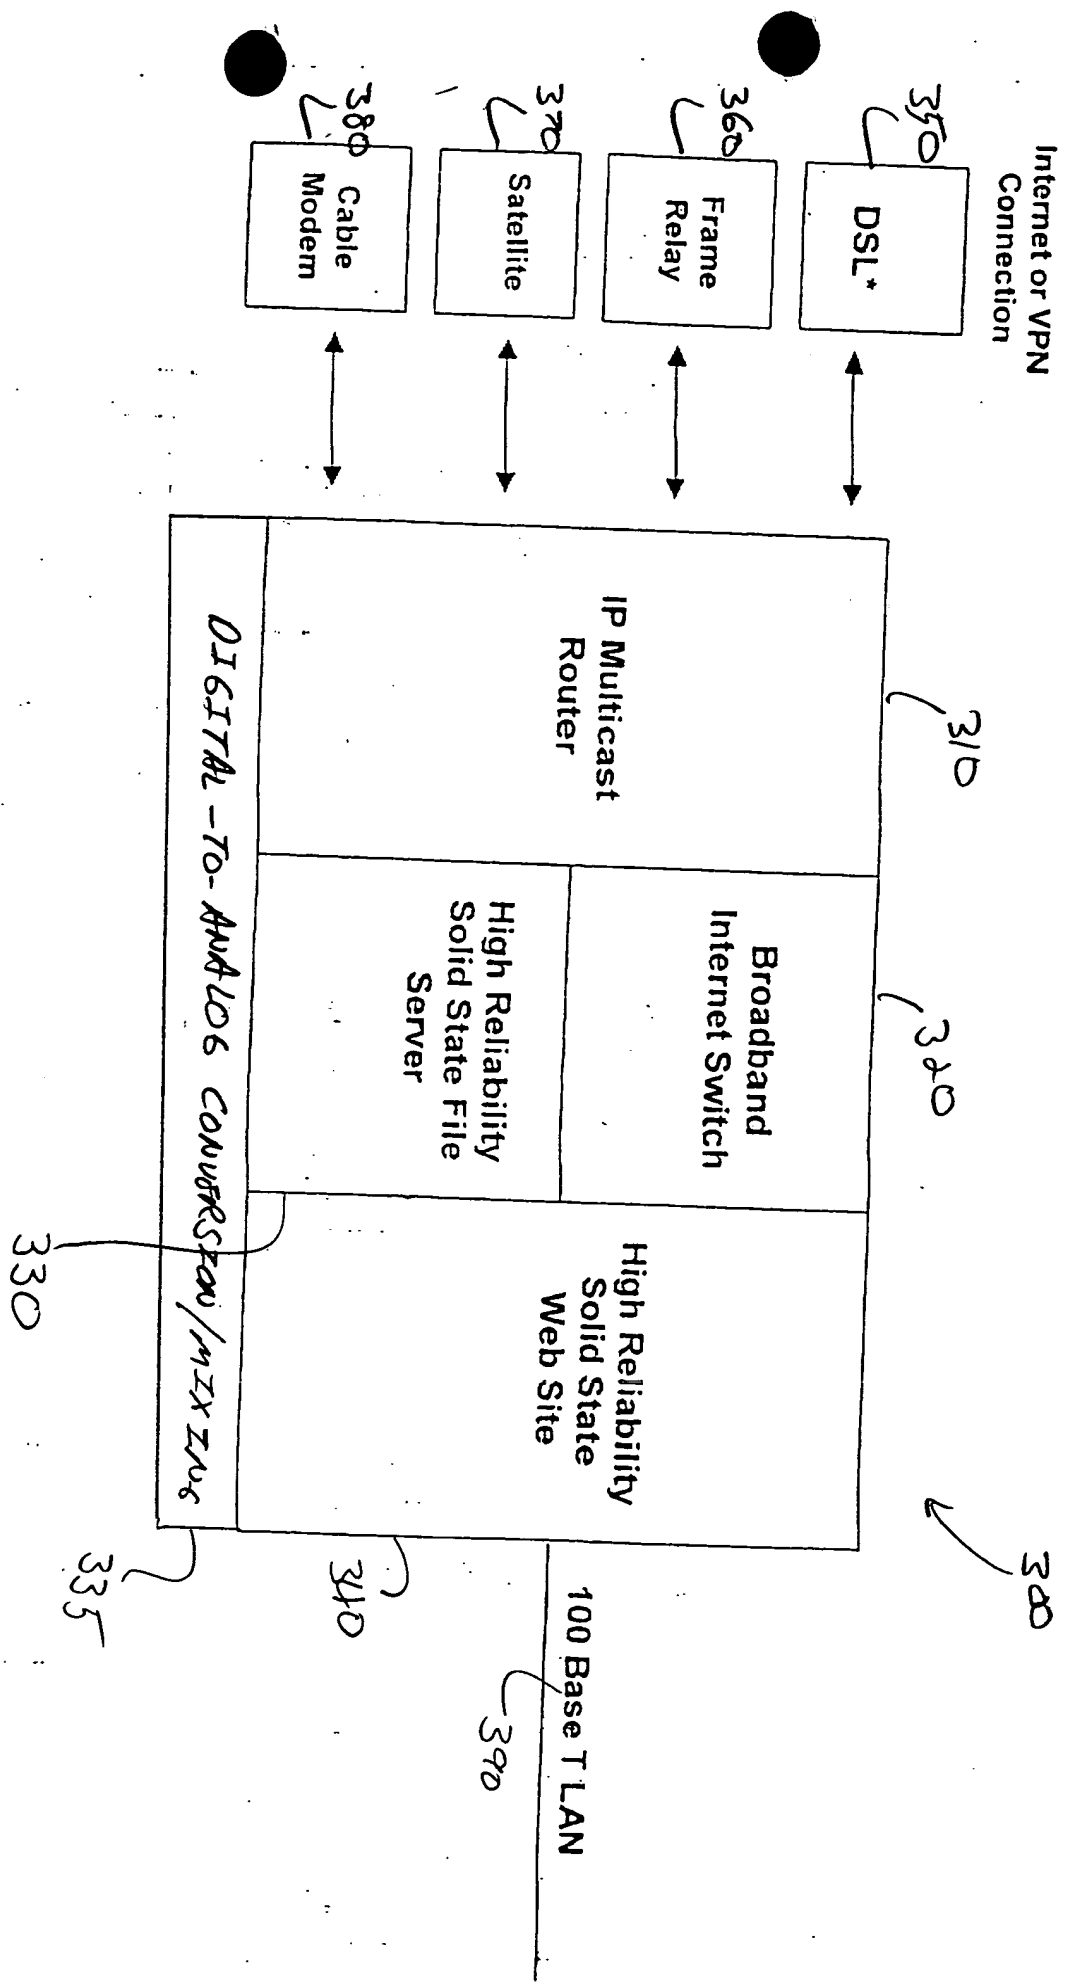 Internet or VPN
Connection
350
DSL*
360
Frame
Relay
370
Satellite
380
Cable
Modem
310
IP Multicast
Router
320
Broadband
Internet Switch
High Reliability
Solid State File
Server
330
High Reliability
Solid State
Web Site
340
DIGITAL-TO-ANALOG CONVERSION/MIXING
335
300
100 Base T LAN
390